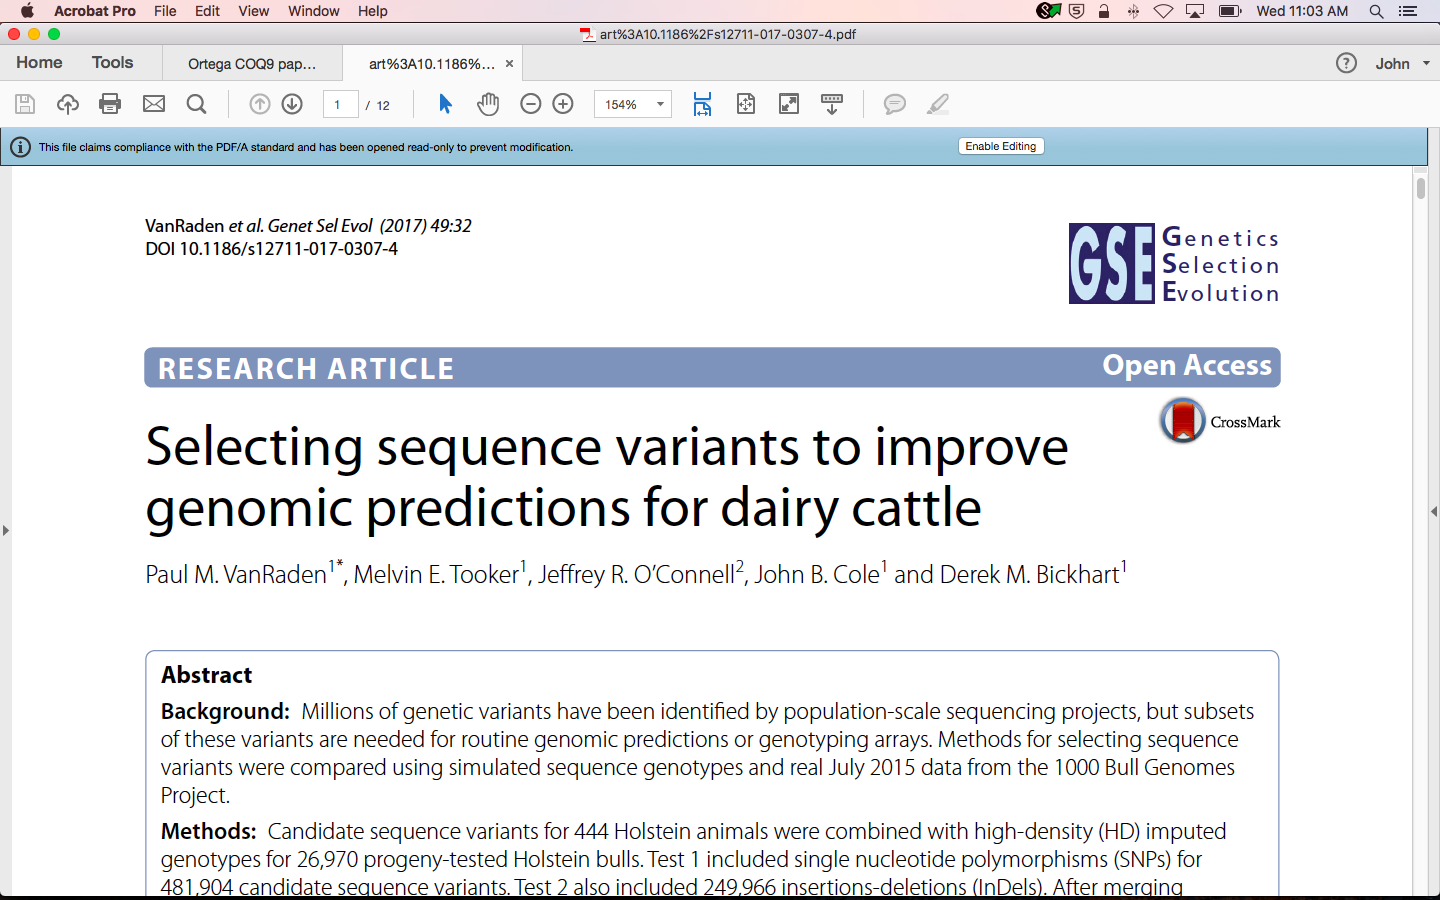 Acrobat Pro File Edit View Window Help Wed 11:03 AM
art%3A10.1186%2Fs12711-017-0307-4.pdf
Home Tools Ortega COQ9 pap... art%3A10.1186%... × ? John
1 / 12 154%
This file claims compliance with the PDF/A standard and has been opened read-only to prevent modification. Enable Editing
VanRaden et al. Genet Sel Evol (2017) 49:32
DOI 10.1186/s12711-017-0307-4
GSE
Genetics
Selection
Evolution
RESEARCH ARTICLE Open Access
CrossMark
Selecting sequence variants to improve
genomic predictions for dairy cattle
Paul M. VanRaden1*, Melvin E. Tooker1, Jeffrey R. O’Connell2, John B. Cole1 and Derek M. Bickhart1
Abstract
Background: Millions of genetic variants have been identified by population-scale sequencing projects, but subsets
of these variants are needed for routine genomic predictions or genotyping arrays. Methods for selecting sequence
variants were compared using simulated sequence genotypes and real July 2015 data from the 1000 Bull Genomes
Project.
Methods: Candidate sequence variants for 444 Holstein animals were combined with high-density (HD) imputed
genotypes for 26,970 progeny-tested Holstein bulls. Test 1 included single nucleotide polymorphisms (SNPs) for
481,904 candidate sequence variants. Test 2 also included 249,966 insertions-deletions (InDels). After merging